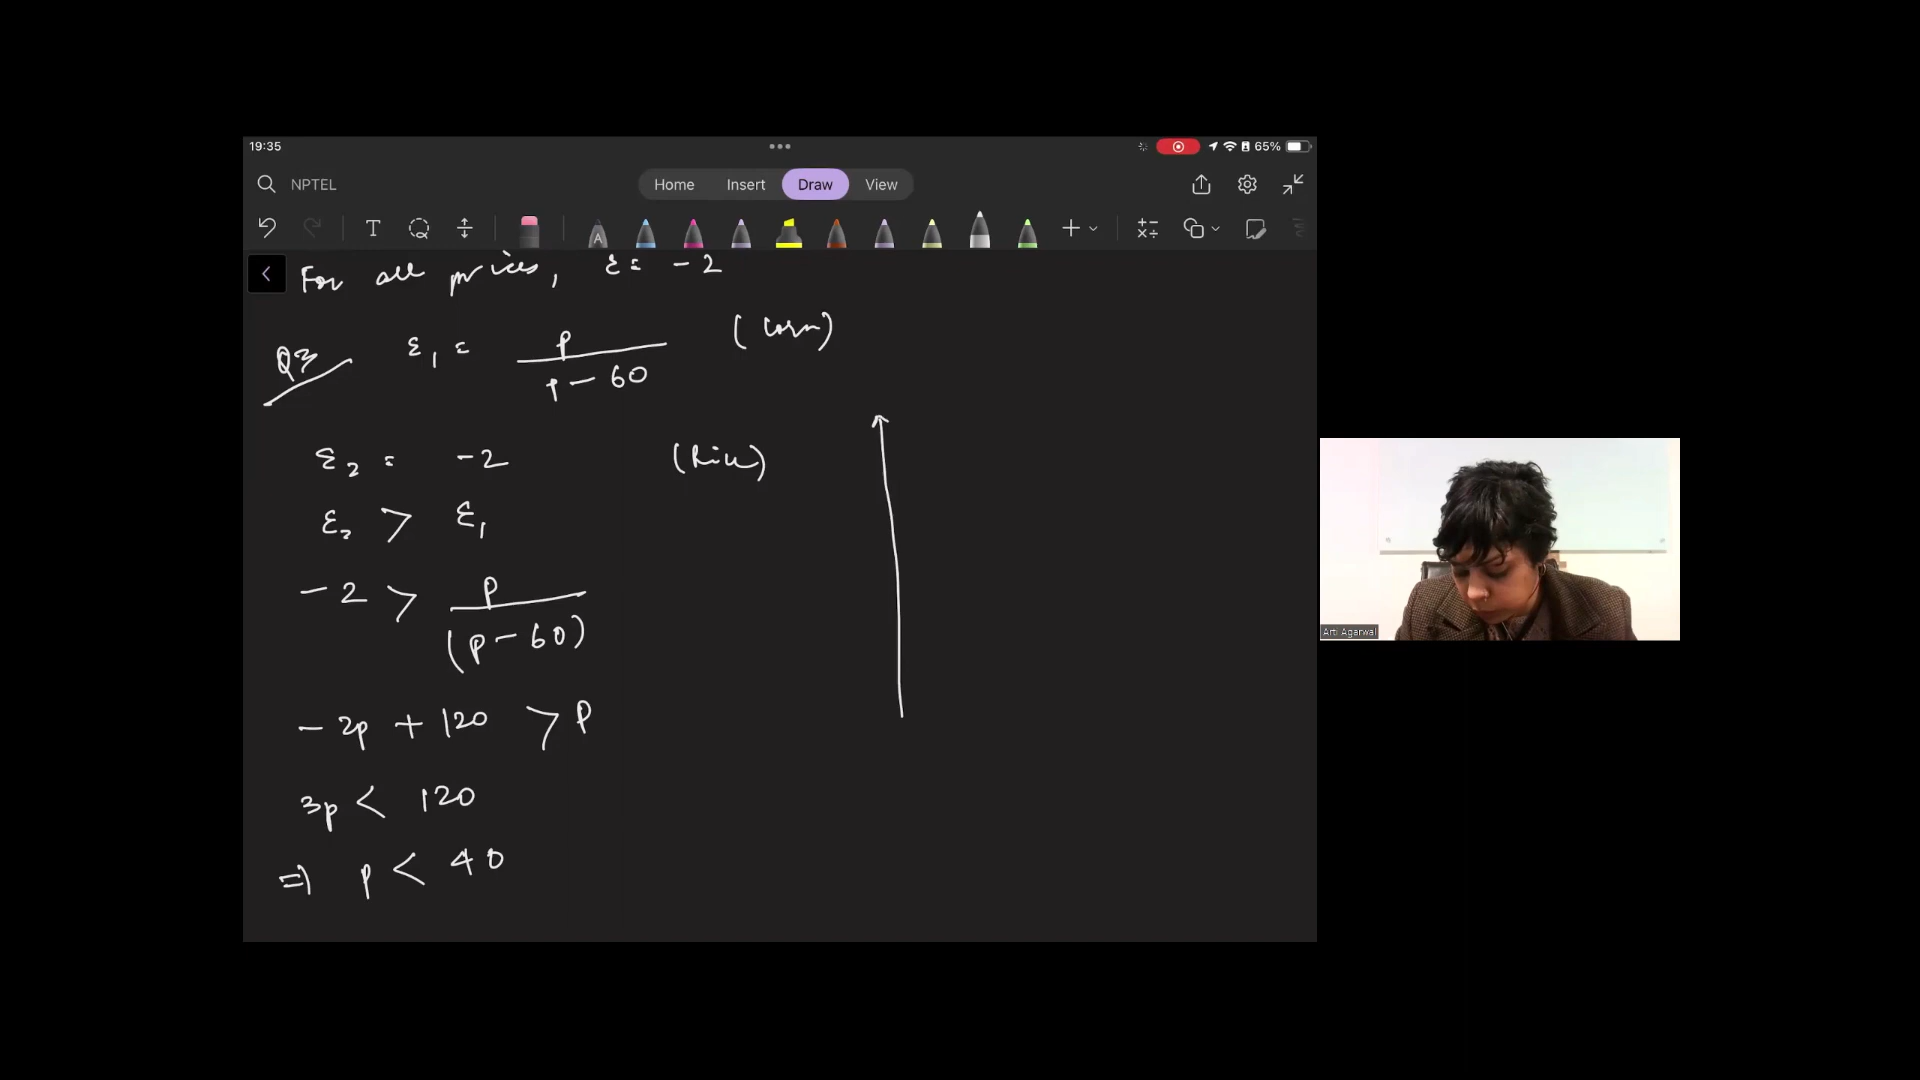 19:35
65%
NPTEL
Home Insert Draw View
For all prices, ε = -2
Q3 ε₁ = p / p - 60 (corn)
ε₂ = -2 (Rice)
ε₂ > ε₁
-2 > p / (p - 60)
-2p + 120 > p
3p < 120
⇒ p < 40
Arti Agarwal